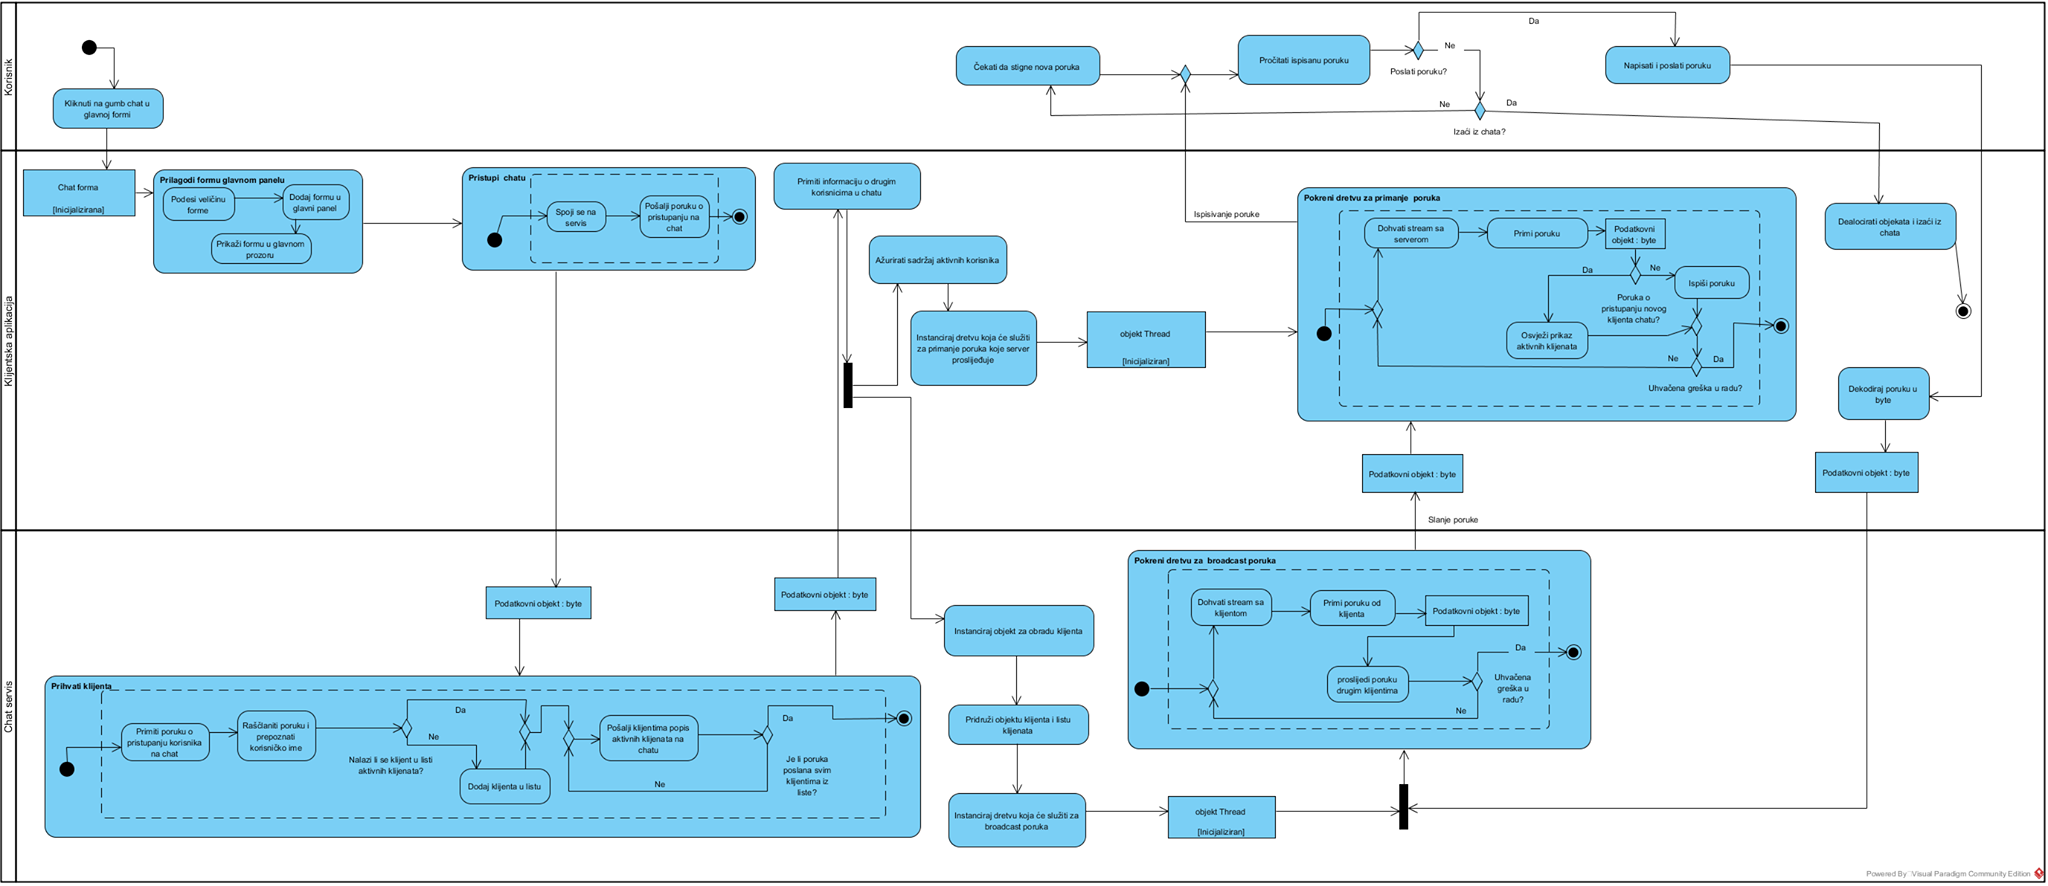 Korisnik
Kliknuti na gumb chat u
glavnoj formi
Čekati da stigne nova poruka
Pročitati ispisanu poruku
Da
Ne
Poslati poruku?
Napisati i poslati poruku
Ne
Da
Izaći iz chata?
Klijentska aplikacija
Chat forma
[Inicijalizirana]
Prilagodi formu glavnom panelu
Podesi veličinu
forme
Dodaj formu u
glavni panel
Prikaži formu u glavnom
prozoru
Pristupi chatu
Spoji se na
servis
Pošalji poruku o
pristupanju na
chat
Primiti informaciju o drugim
korisnicima u chatu
Ažurirati sadržaj aktivnih korisnika
Instanciraj dretvu koja će služiti
za primanje poruka koje server
proslijeđuje
objekt Thread
[Inicijaliziran]
Ispisivanje poruke
Pokreni dretvu za primanje poruka
Dohvati stream sa
serverom
Primi poruku
Podatkovni
objekt : byte
Da
Ne
Poruka o
pristupanju novog
klijenta chatu?
Ispiši poruku
Osvježi prikaz
aktivnih klijenata
Ne
Da
Uhvaćena greška u radu?
Dealocirati objekata i izaći iz
chata
Dekodiraj poruku u
byte
Podatkovni objekt : byte
Podatkovni objekt : byte
Slanje poruke
Chat servis
Podatkovni objekt : byte
Podatkovni objekt : byte
Prihvati klijenta
Primiti poruku o
pristupanju korisnika
na chat
Raščlaniti poruku i
prepoznati
korisničko ime
Da
Ne
Nalazi li se klijent u listi
aktivnih klijenata?
Dodaj klijenta u listu
Pošalji klijentima popis
aktivnih klijenata na
chatu
Da
Ne
Je li poruka
poslana svim
klijentima iz
liste?
Instanciraj objekt za obradu klijenta
Pridruži objektu klijenta i listu
klijenata
Instanciraj dretvu koja će služiti za
broadcast poruka
objekt Thread
[Inicijaliziran]
Pokreni dretvu za broadcast poruka
Dohvati stream sa
klijentom
Primi poruku od
klijenta
Podatkovni objekt : byte
proslijedi poruku
drugim klijentima
Da
Uhvaćena
greška u
radu?
Ne
Powered By Visual Paradigm Community Edition